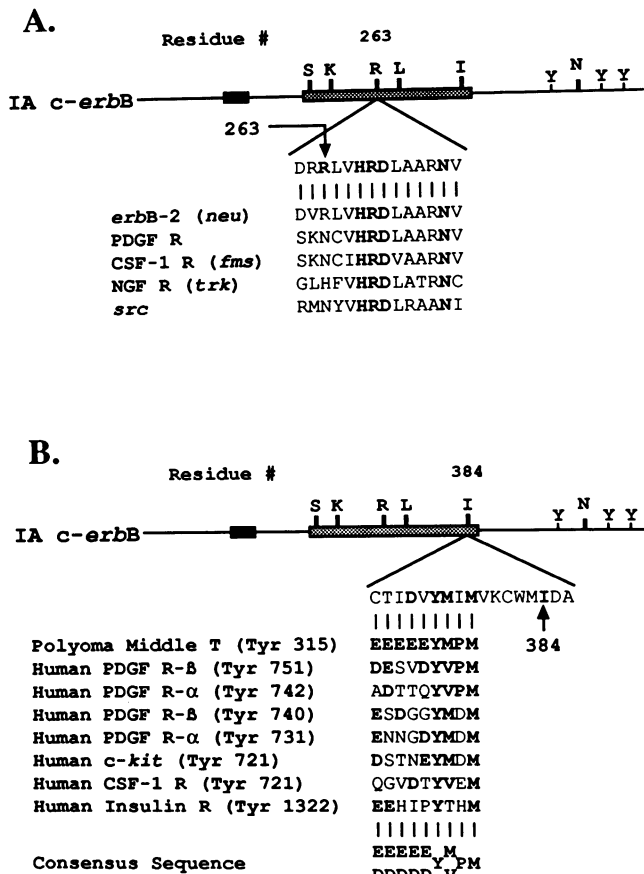 A.
Residue # 263
S K R L I Y N Y Y
IA c-erbB
263
DRRLVHRDLAARNV
erbB-2 (neu) DVRLVHRDLAARNV
PDGF R SKNCVHRDLAARNV
CSF-1 R (fms) SKNCIHRDVAARNV
NGF R (trk) GLHFVHRDLATRNC
src RMNYVHRDLRAANI
B.
Residue # 384
S K R L I Y N Y Y
IA c-erbB
CTIDVYMIMVKCWMIDA
Polyoma Middle T (Tyr 315) EEEEYMPM 384
Human PDGF R-ß (Tyr 751) DESVDYVPM
Human PDGF R-α (Tyr 742) ADTTQYVPM
Human PDGF R-ß (Tyr 740) ESDGGYMDM
Human PDGF R-α (Tyr 731) ENNGDYMDM
Human c-kit (Tyr 721) DSTNEYMDM
Human CSF-1 R (Tyr 721) QGVDTYVEM
Human Insulin R (Tyr 1322) EEHIPYTHM
EEEEE M
Consensus Sequence Y PM
DDDDD V